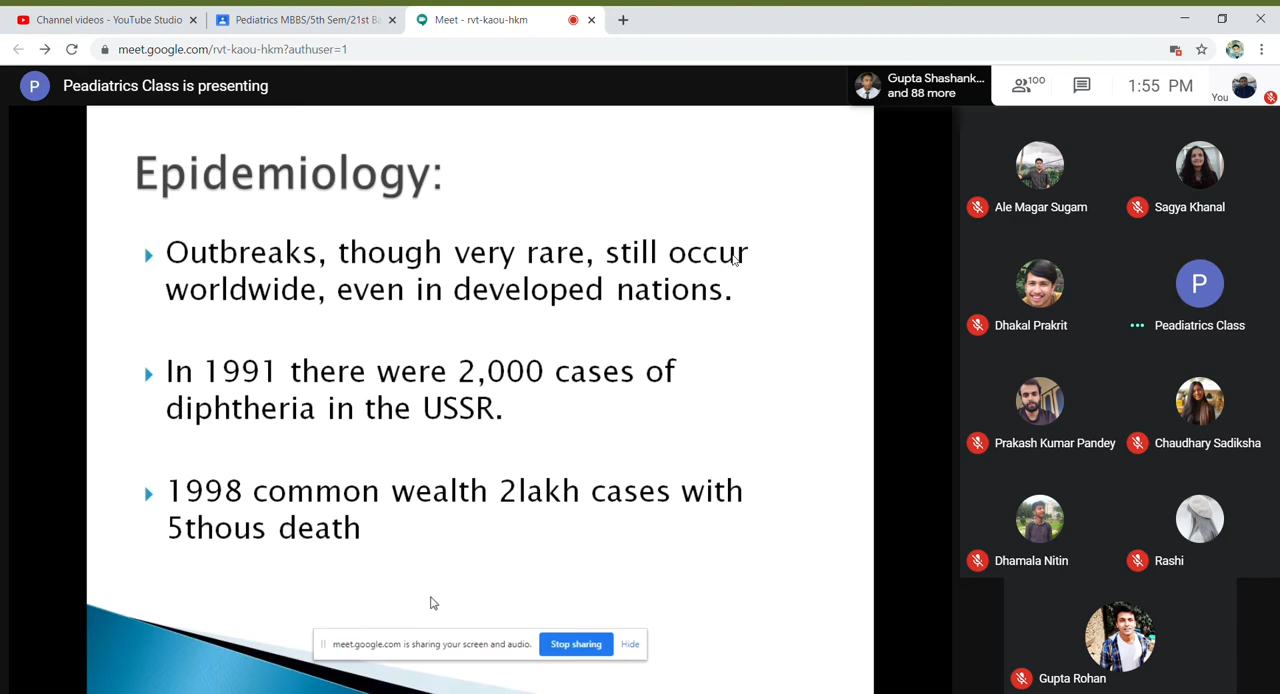 Channel videos - YouTube Studio
Pediatrics MBBS/5th Sem/21st Ba
Meet - rvt-kaou-hkm
meet.google.com/rvt-kaou-hkm?authuser=1
P
Peadiatrics Class is presenting
Gupta Shashank...
and 88 more
100
1:55 PM
You
Epidemiology:
Outbreaks, though very rare, still occur
worldwide, even in developed nations.
In 1991 there were 2,000 cases of
diphtheria in the USSR.
1998 common wealth 2lakh cases with
5thous death
meet.google.com is sharing your screen and audio.
Stop sharing
Hide
Ale Magar Sugam
Sagya Khanal
P
Dhakal Prakrit
Peadiatrics Class
Prakash Kumar Pandey
Chaudhary Sadiksha
Dhamala Nitin
Rashi
Gupta Rohan